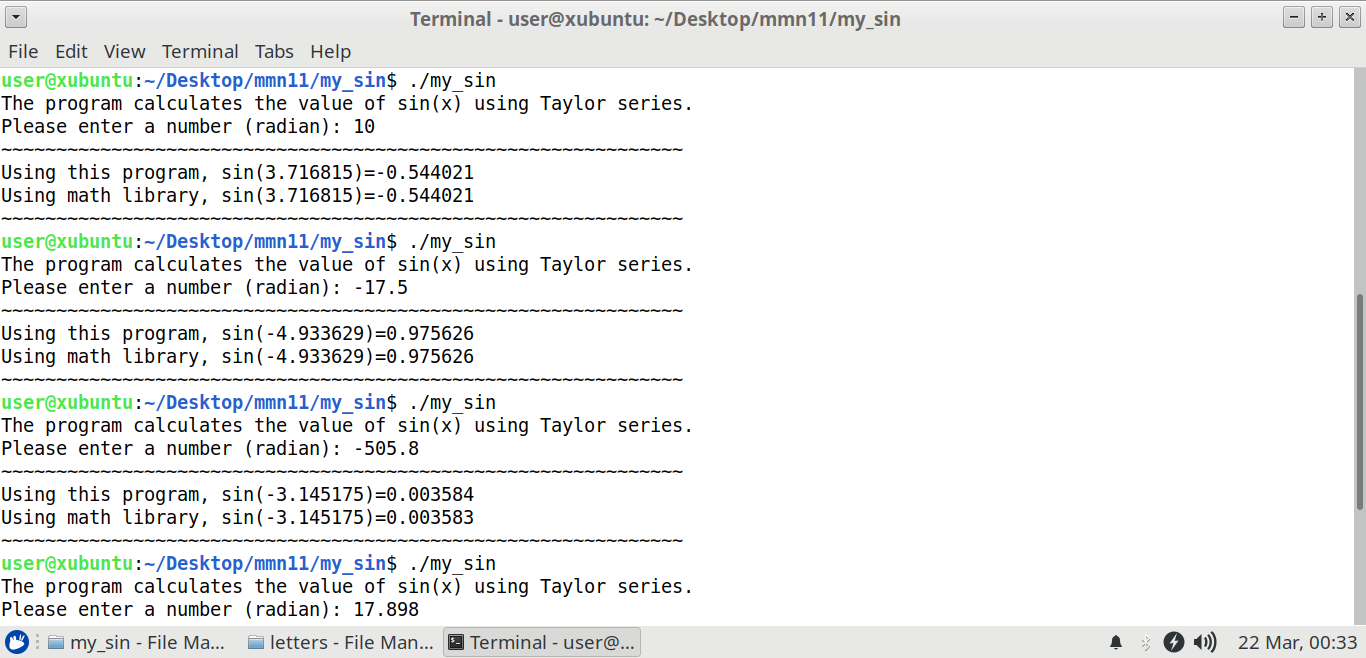 Terminal - user@xubuntu: ~/Desktop/mmn11/my_sin
File Edit View Terminal Tabs Help
user@xubuntu:~/Desktop/mmn11/my_sin$ ./my_sin
The program calculates the value of sin(x) using Taylor series.
Please enter a number (radian): 10
~~~~~~~~~~~~~~~~~~~~~~~~~~~~~~~~~~~~~~~~~~~~~~~~~~~~~~~~~~~~~~
Using this program, sin(3.716815)=-0.544021
Using math library, sin(3.716815)=-0.544021
~~~~~~~~~~~~~~~~~~~~~~~~~~~~~~~~~~~~~~~~~~~~~~~~~~~~~~~~~~~~~~
user@xubuntu:~/Desktop/mmn11/my_sin$ ./my_sin
The program calculates the value of sin(x) using Taylor series.
Please enter a number (radian): -17.5
~~~~~~~~~~~~~~~~~~~~~~~~~~~~~~~~~~~~~~~~~~~~~~~~~~~~~~~~~~~~~~
Using this program, sin(-4.933629)=0.975626
Using math library, sin(-4.933629)=0.975626
~~~~~~~~~~~~~~~~~~~~~~~~~~~~~~~~~~~~~~~~~~~~~~~~~~~~~~~~~~~~~~
user@xubuntu:~/Desktop/mmn11/my_sin$ ./my_sin
The program calculates the value of sin(x) using Taylor series.
Please enter a number (radian): -505.8
~~~~~~~~~~~~~~~~~~~~~~~~~~~~~~~~~~~~~~~~~~~~~~~~~~~~~~~~~~~~~~
Using this program, sin(-3.145175)=0.003584
Using math library, sin(-3.145175)=0.003583
~~~~~~~~~~~~~~~~~~~~~~~~~~~~~~~~~~~~~~~~~~~~~~~~~~~~~~~~~~~~~~
user@xubuntu:~/Desktop/mmn11/my_sin$ ./my_sin
The program calculates the value of sin(x) using Taylor series.
Please enter a number (radian): 17.898
my_sin - File Ma... letters - File Man... Terminal - user@... 22 Mar, 00:33